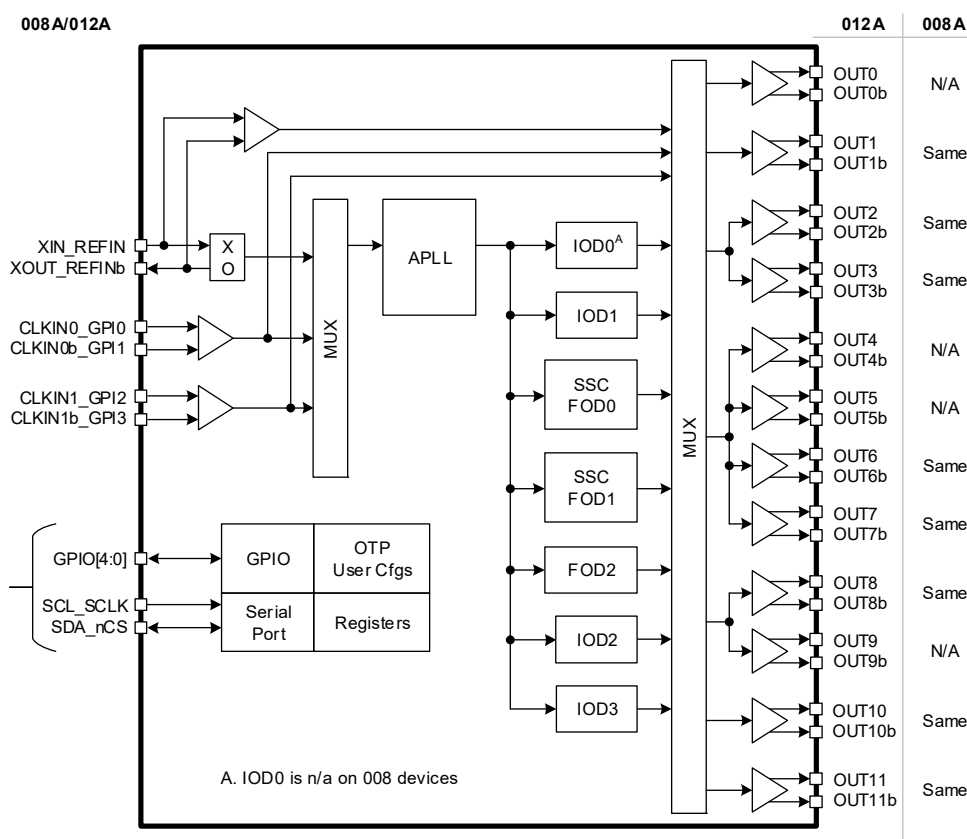 008A/012A
012A 008A
OUT0
OUT0b
N/A
OUT1
OUT1b
Same
XIN_REFIN
XOUT_REFINb
X
O
MUX
APLL
IOD0A
OUT2
OUT2b
Same
OUT3
OUT3b
Same
CLKIN0_GPI0
CLKIN0b_GPI1
IOD1
OUT4
OUT4b
N/A
CLKIN1_GPI2
CLKIN1b_GPI3
SSC
FOD0
MUX
OUT5
OUT5b
N/A
OUT6
OUT6b
Same
SSC
FOD1
OUT7
OUT7b
Same
GPIO[4:0]
GPIO
OTP
User Cfgs
FOD2
OUT8
OUT8b
Same
SCL_SCLK
SDA_nCS
Serial
Port
Registers
IOD2
OUT9
OUT9b
N/A
IOD3
OUT10
OUT10b
Same
A. IOD0 is n/a on 008 devices
OUT11
OUT11b
Same